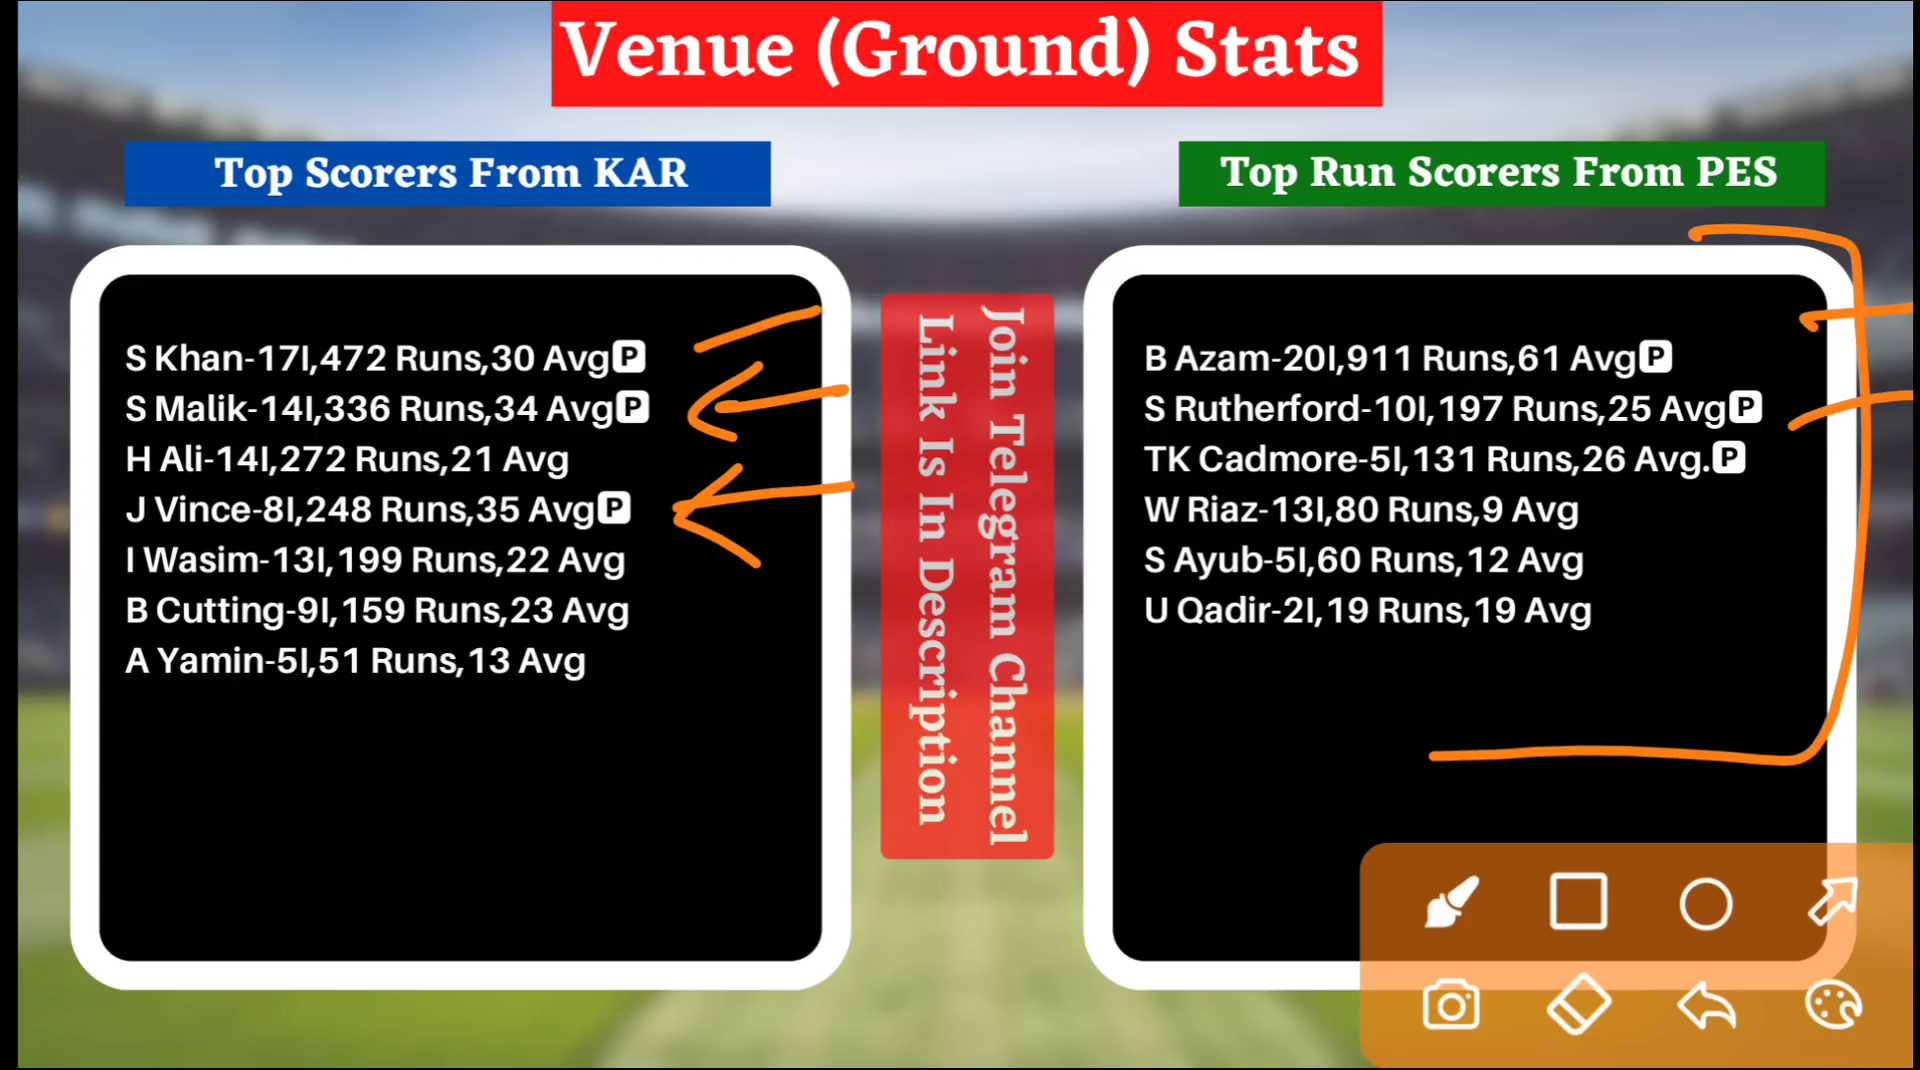 Venue (Ground) Stats
Top Scorers From KAR
S Khan-17I,472 Runs,30 Avg🅿
S Malik-14I,336 Runs,34 Avg🅿
H Ali-14I,272 Runs,21 Avg
J Vince-8I,248 Runs,35 Avg🅿
I Wasim-13I,199 Runs,22 Avg
B Cutting-9I,159 Runs,23 Avg
A Yamin-5I,51 Runs,13 Avg
Join Telegram Channel
Link Is In Description
Top Run Scorers From PES
B Azam-20I,911 Runs,61 Avg🅿
S Rutherford-10I,197 Runs,25 Avg🅿
TK Cadmore-5I,131 Runs,26 Avg.🅿
W Riaz-13I,80 Runs,9 Avg
S Ayub-5I,60 Runs,12 Avg
U Qadir-2I,19 Runs,19 Avg